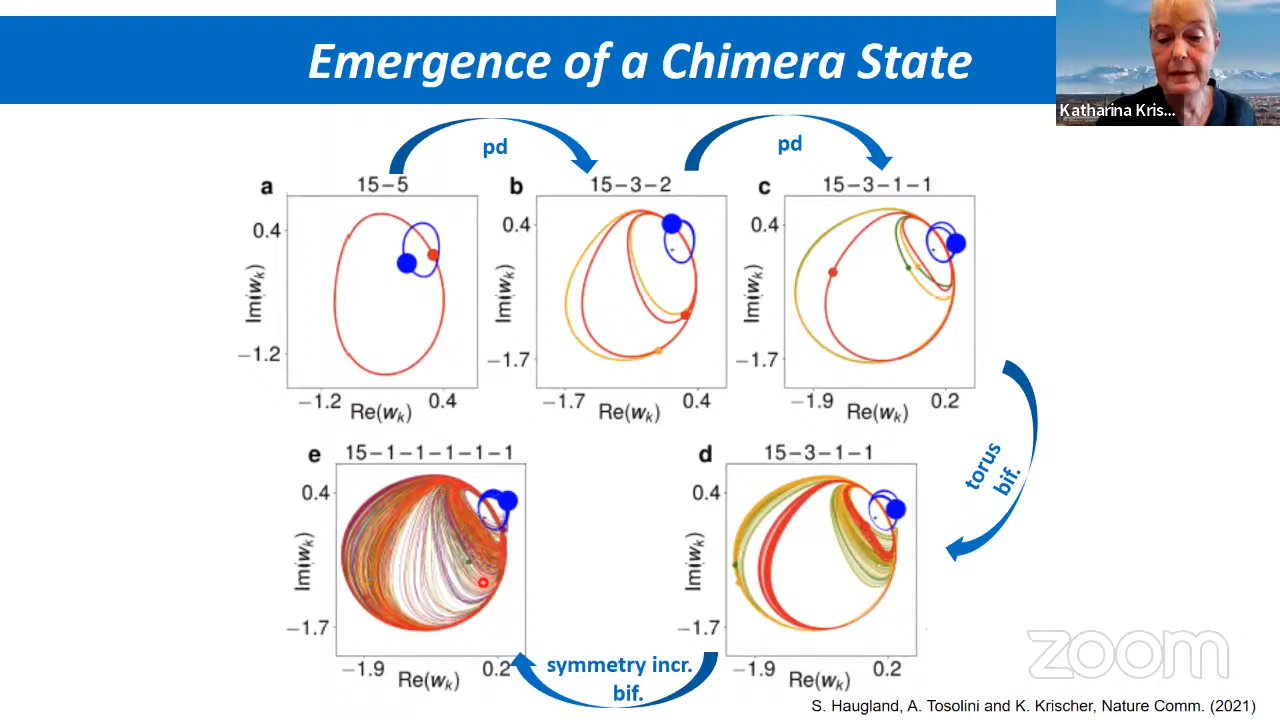 Emergence of a Chimera State
Katharina Kris...
pd
pd
a
15−5
0.4
−1.2
Im(wₖ)
−1.2
0.4
Re(wₖ)
b
15−3−2
0.4
−1.7
Im(wₖ)
−1.7
0.4
Re(wₖ)
c
15−3−1−1
0.4
−1.7
Im(wₖ)
−1.9
0.2
Re(wₖ)
torus
bif.
e
15−1−1−1−1−1
0.4
−1.7
Im(wₖ)
−1.9
0.2
Re(wₖ)
d
15−3−1−1
0.4
−1.7
Im(wₖ)
−1.9
0.2
Re(wₖ)
symmetry incr.
bif.
zoom
S. Haugland, A. Tosolini and K. Krischer, Nature Comm. (2021)